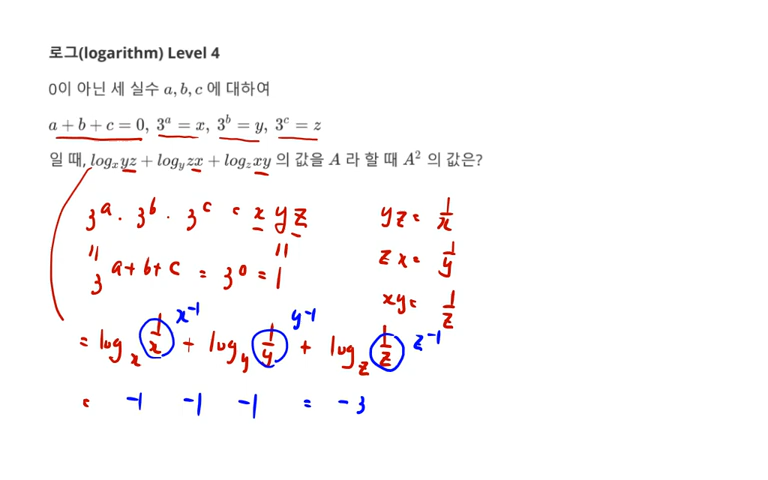 로그(logarithm) Level 4
0이 아닌 세 실수 a, b, c 에 대하여
a + b + c = 0, 3^a = x, 3^b = y, 3^c = z
일 때, log_x yz + log_y zx + log_z xy 의 값을 A 라 할 때 A^2 의 값은?
3^a · 3^b · 3^c = x y z
yz = 1/x
|| ||
zx = 1/y
3^a+b+c = 3^0 = 1
xy = 1/z
x^-1 y^-1 z^-1
= log_x 1/x + log_y 1/y + log_z 1/z
= -1 -1 -1 = -3